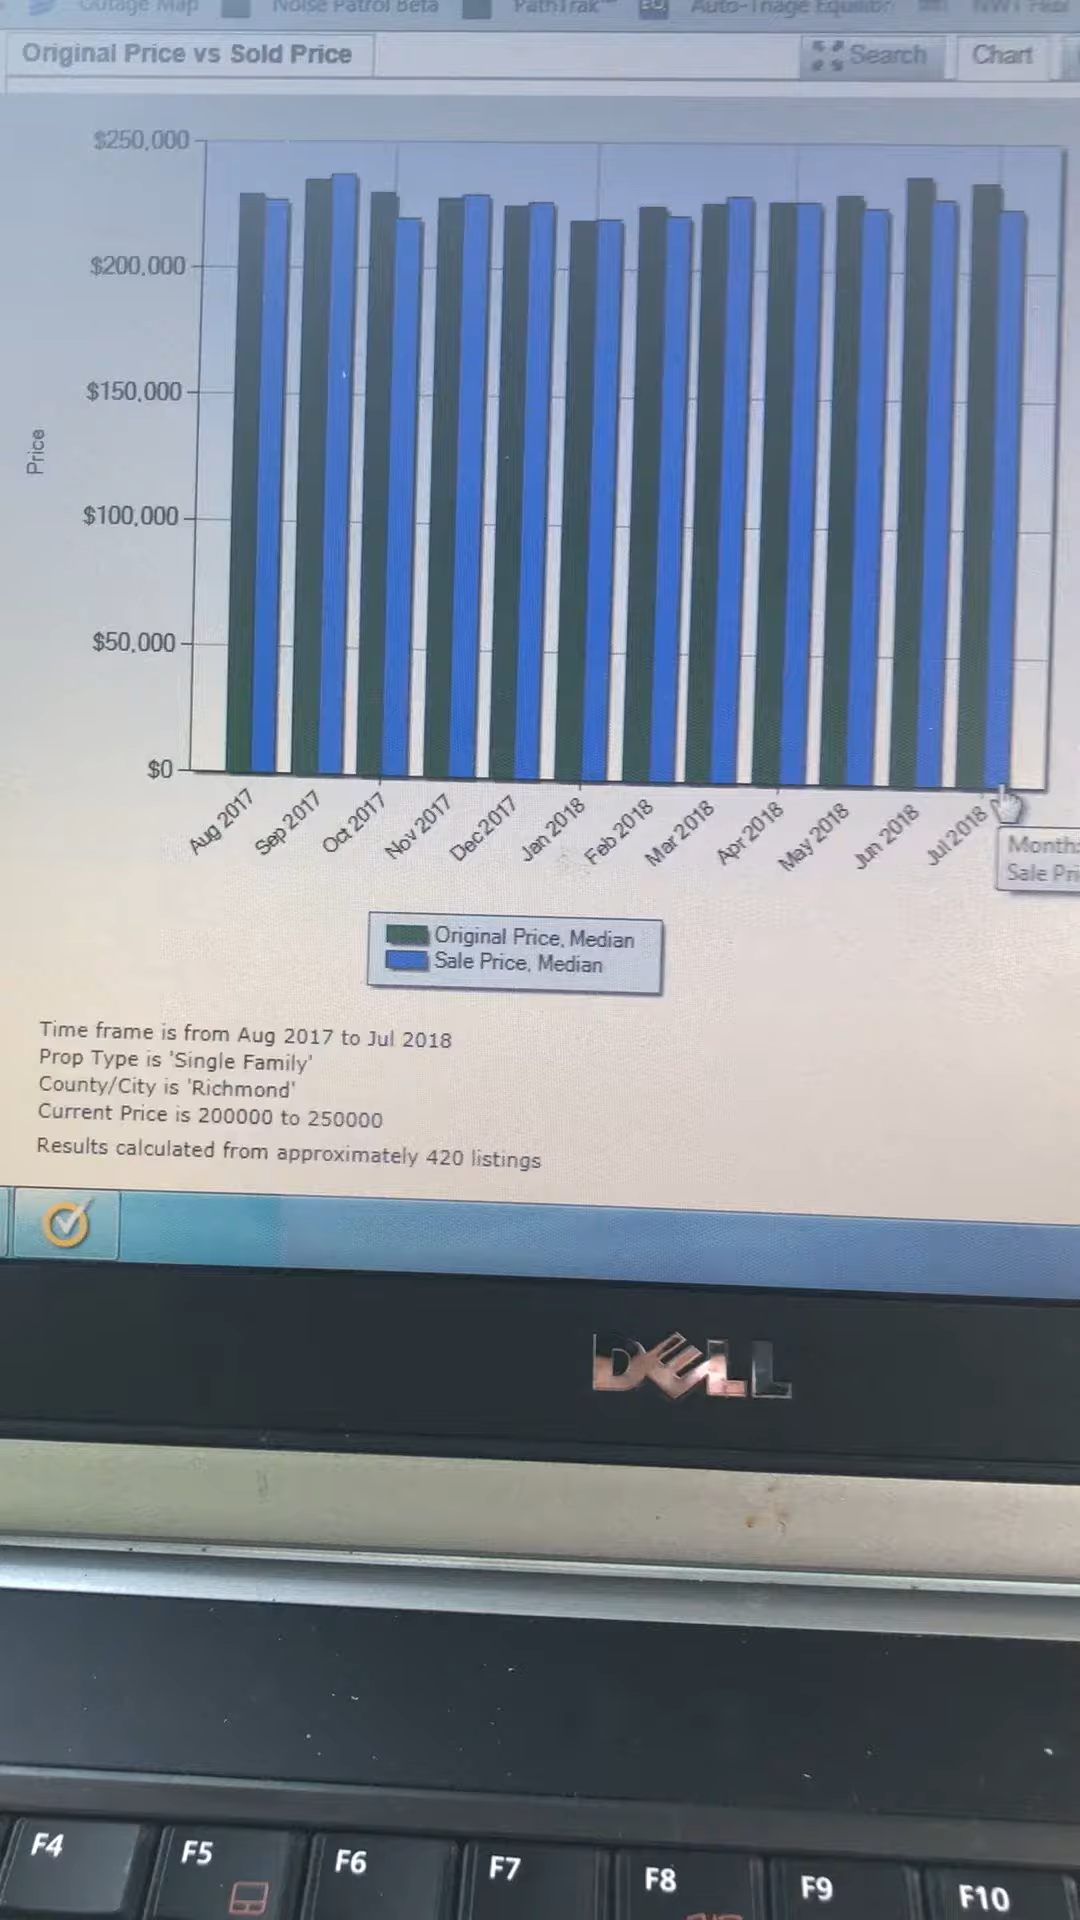 Outage Map Noise Patrol Beta PathTrak™ Auto-Triage
Original Price vs Sold Price
Search
Chart
$250,000
$200,000
$150,000
$100,000
$50,000
$0
Price
Aug 2017
Sep 2017
Oct 2017
Nov 2017
Dec 2017
Jan 2018
Feb 2018
Mar 2018
Apr 2018
May 2018
Jun 2018
Jul 2018
Month:
Sale Pri
Original Price, Median
Sale Price, Median
Time frame is from Aug 2017 to Jul 2018
Prop Type is 'Single Family'
County/City is 'Richmond'
Current Price is 200000 to 250000
Results calculated from approximately 420 listings
DELL
F4
F5
F6
F7
F8
F9
F10